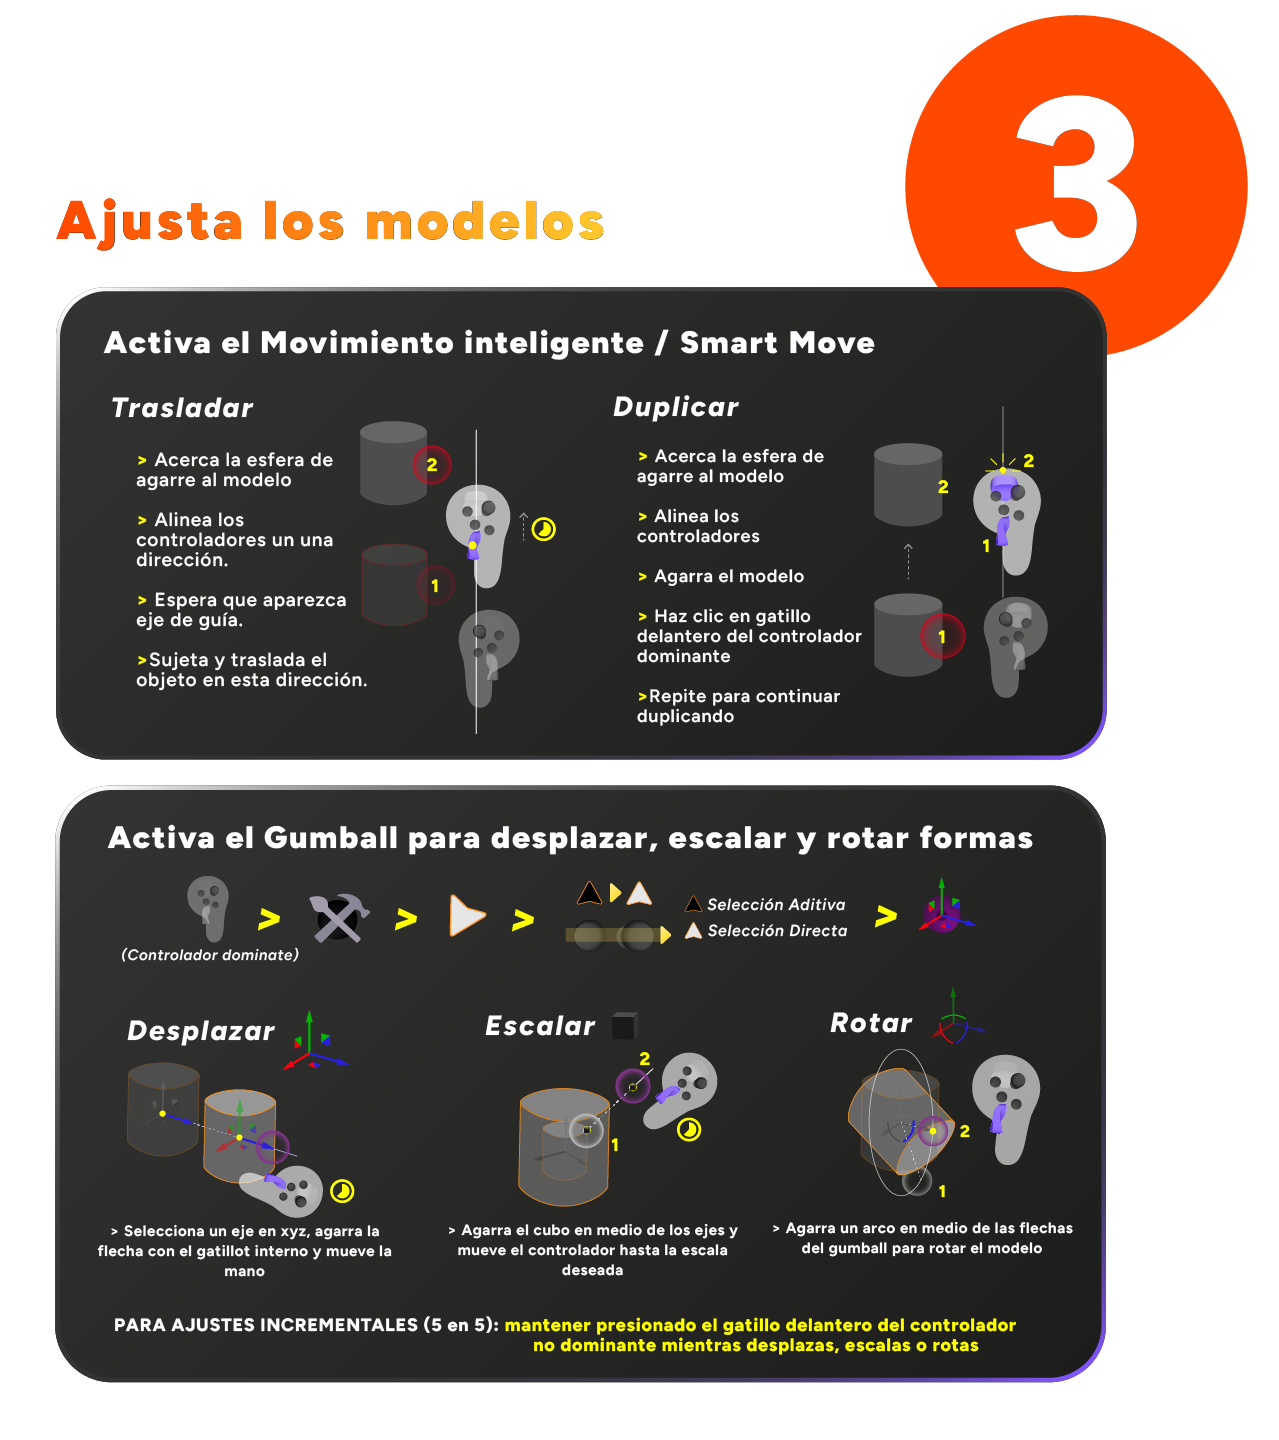 3
Ajusta los modelos
Activa el Movimiento inteligente / Smart Move
Trasladar
> Acerca la esfera de
agarre al modelo
> Alinea los
controladores un una
dirección.
> Espera que aparezca
eje de guía.
>Sujeta y traslada el
objeto en esta dirección.
2
1
Duplicar
> Acerca la esfera de
agarre al modelo
> Alinea los
controladores
> Agarra el modelo
> Haz clic en gatillo
delantero del controlador
dominante
>Repite para continuar
duplicando
2
2
1
1
Activa el Gumball para desplazar, escalar y rotar formas
(Controlador dominate)
>
>
>
Selección Aditiva
Selección Directa
>
Desplazar
> Selecciona un eje en xyz, agarra la
flecha con el gatillot interno y mueve la
mano
Escalar
2
1
> Agarra el cubo en medio de los ejes y
mueve el controlador hasta la escala
deseada
Rotar
2
1
> Agarra un arco en medio de las flechas
del gumball para rotar el modelo
PARA AJUSTES INCREMENTALES (5 en 5): mantener presionado el gatillo delantero del controlador
no dominante mientras desplazas, escalas o rotas